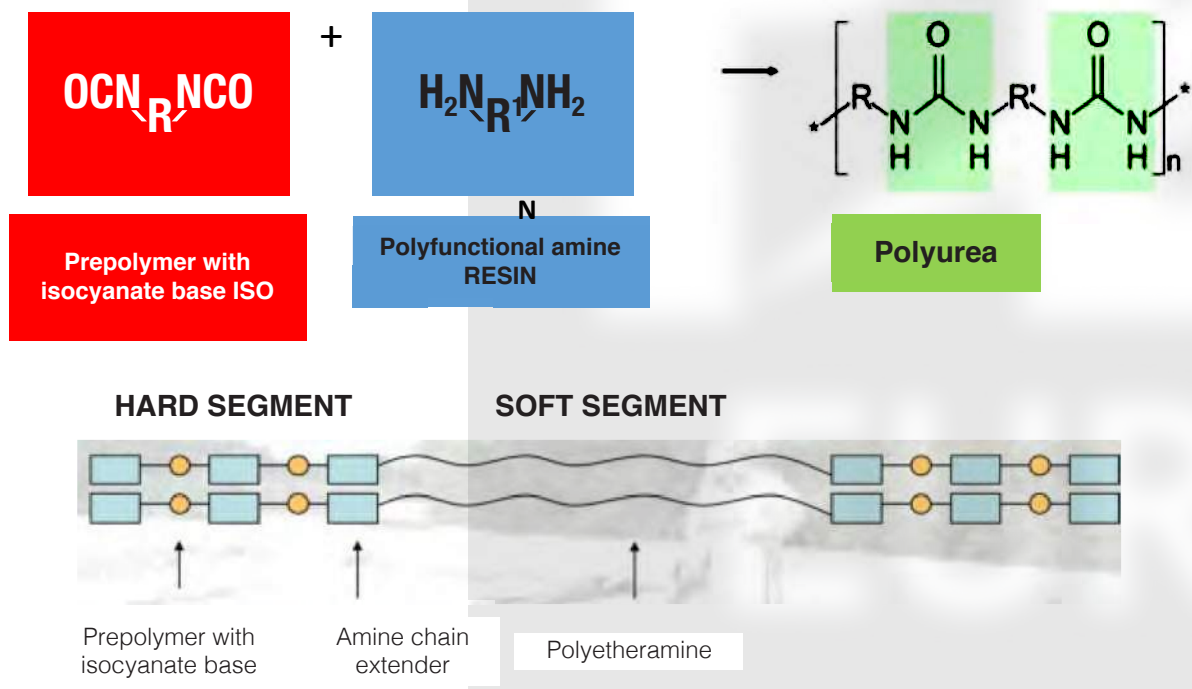 OCN R NCO
+
H₂N R¹ NH₂
N
Prepolymer with
isocyanate base ISO
Polyfunctional amine
RESIN
O O
* R N N R' N N * n
H H H H
Polyurea
HARD SEGMENT
SOFT SEGMENT
Prepolymer with
isocyanate base
Amine chain
extender
Polyetheramine